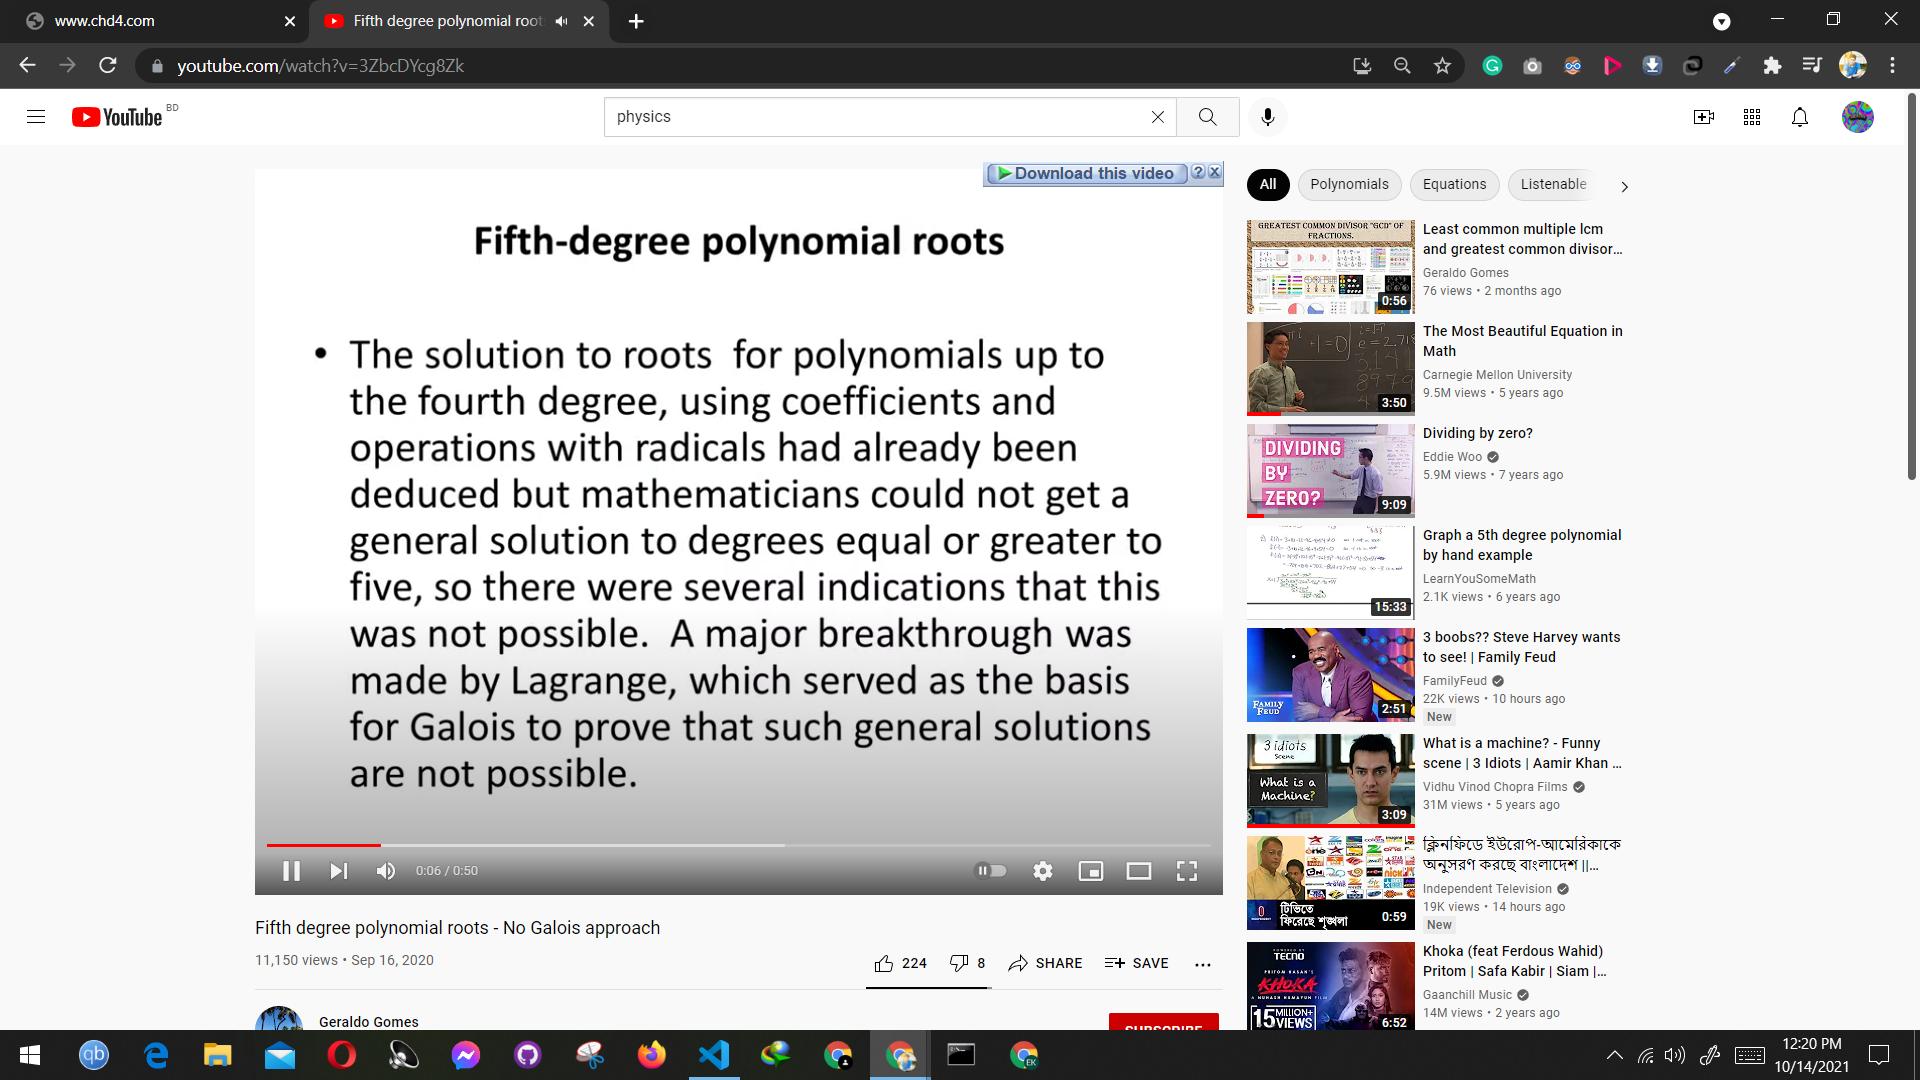 www.chd4.com
Fifth degree polynomial root
youtube.com/watch?v=3ZbcDYcg8Zk
YouTube BD
physics
Download this video
Fifth-degree polynomial roots
• The solution to roots for polynomials up to
the fourth degree, using coefficients and
operations with radicals had already been
deduced but mathematicians could not get a
general solution to degrees equal or greater to
five, so there were several indications that this
was not possible. A major breakthrough was
made by Lagrange, which served as the basis
for Galois to prove that such general solutions
are not possible.
0:06 / 0:50
Fifth degree polynomial roots - No Galois approach
11,150 views • Sep 16, 2020
224
8
SHARE
SAVE
Geraldo Gomes
SUBSCRIBE
All
Polynomials
Equations
Listenable
GREATEST COMMON DIVISOR "GCD" OF
FRACTIONS.
0:56
Least common multiple lcm
and greatest common divisor...
Geraldo Gomes
76 views • 2 months ago
3:50
The Most Beautiful Equation in
Math
Carnegie Mellon University
9.5M views • 5 years ago
DIVIDING
BY
ZERO?
9:09
Dividing by zero?
Eddie Woo
5.9M views • 7 years ago
15:33
Graph a 5th degree polynomial
by hand example
LearnYouSomeMath
2.1K views • 6 years ago
FAMILY
FEUD
2:51
3 boobs?? Steve Harvey wants
to see! | Family Feud
FamilyFeud
22K views • 10 hours ago
New
3 idiots
Scene
What is a
Machine?
3:09
What is a machine? - Funny
scene | 3 Idiots | Aamir Khan ...
Vidhu Vinod Chopra Films
31M views • 5 years ago
টিভিতে
ফিরেছে শৃঙ্খলা
0:59
ক্লিনফিডে ইউরোপ-আমেরিকাকে
অনুসরণ করছে বাংলাদেশ ||...
Independent Television
19K views • 14 hours ago
New
TECNO
PRITOM HASAN'S
KHOKA
A NUHASH HUMAYUN FILM
15 MILLION+
VIEWS
6:52
Khoka (feat Ferdous Wahid)
Pritom | Safa Kabir | Siam |...
Gaanchill Music
14M views • 2 years ago
12:20 PM
10/14/2021